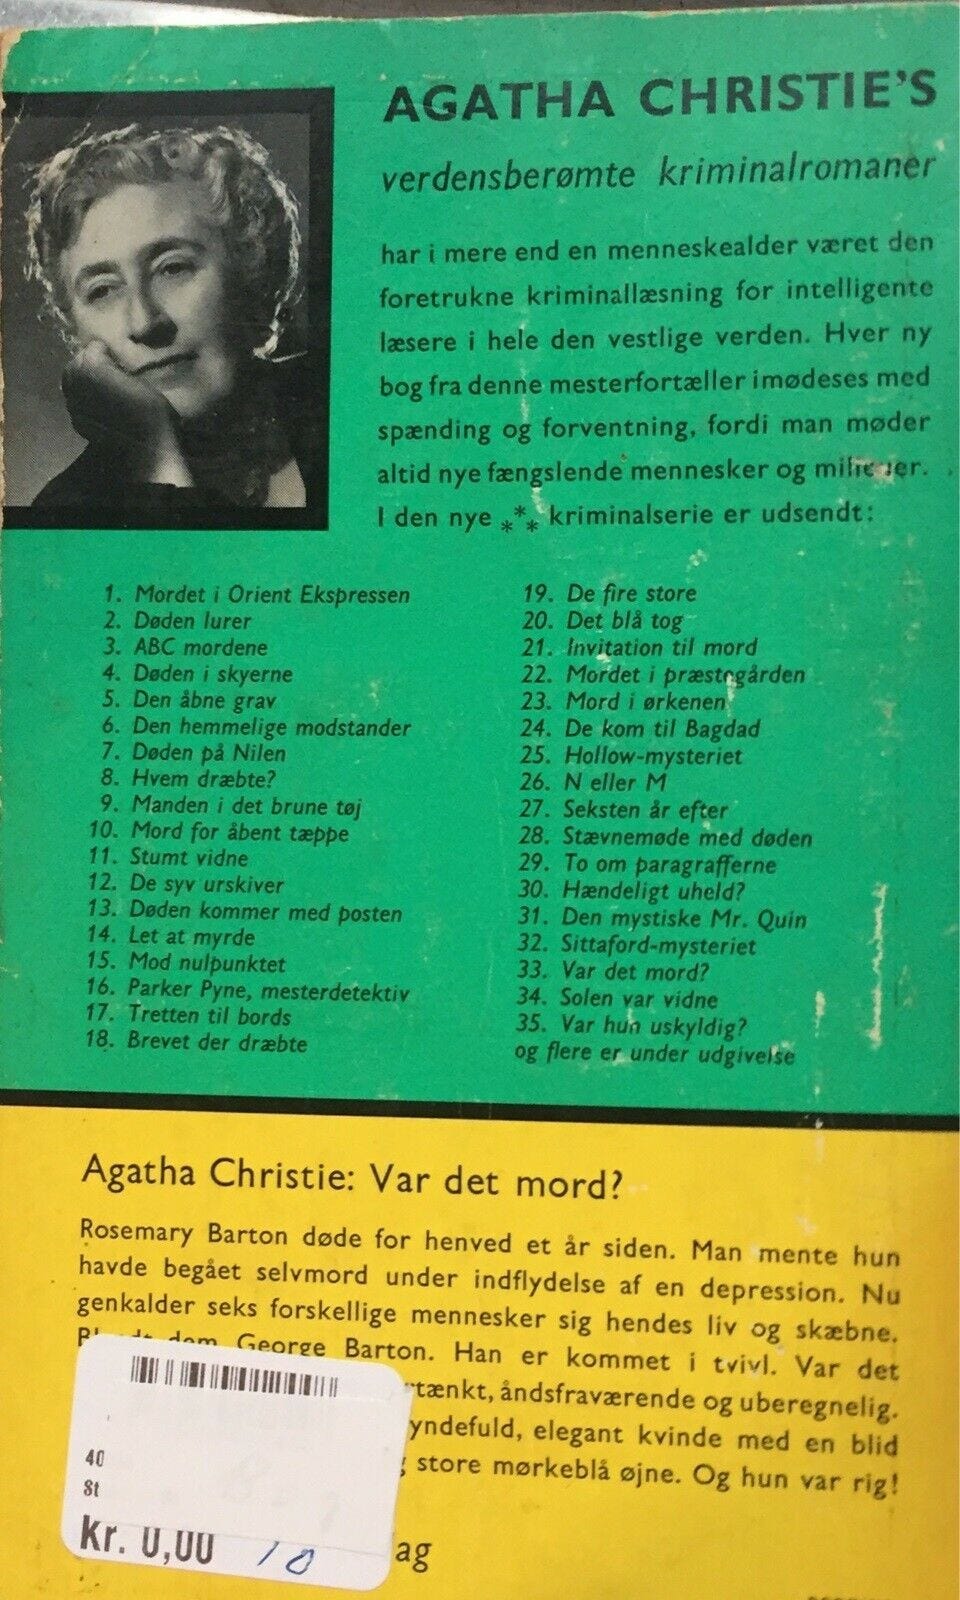 AGATHA CHRISTIE'S
verdensberømte kriminalromaner
har i mere end en menneskealder været den
foretrukne kriminallæsning for intelligente
læsere i hele den vestlige verden. Hver ny
bog fra denne mesterfortæller imødeses med
spænding og forventning, fordi man møder
altid nye fængslende mennesker og
I den nye *** kriminalserie er udsendt:
1. Mordet i Orient Ekspressen
2. Døden lurer
3. ABC mordene
4. Døden i skyerne
5. Den åbne grav
6. Den hemmelige modstander
7. Døden på Nilen
8. Hvem dræbte?
9. Manden i det brune tøj
10. Mord for åbent tæppe
11. Stumt vidne
12. De syv urskiver
13. Døden kommer med posten
14. Let at myrde
15. Mod nulpunktet
16. Parker Pyne, mesterdetektiv
17. Tretten til bords
18. Brevet der dræbte
19. De fire store
20. Det blå tog
21. Invitation til mord
22. Mordet i præstegården
23. Mord i ørkenen
24. De kom til Bagdad
25. Hollow-mysteriet
26. N eller M
27. Seksten år efter
28. Stævnemøde med døden
29. To om paragrafferne
30. Hændeligt uheld?
31. Den mystiske Mr. Quin
32. Sittaford-mysteriet
33. Var det mord?
34. Solen var vidne
35. Var hun uskyldig?
og flere er under udgivelse
Agatha Christie: Var det mord?
Rosemary Barton døde for henved et år siden. Man mente hun
havde begået selvmord under indflydelse af en depression. Nu
genkalder seks forskellige mennesker sig hendes liv og skæbne.
dem George Barton. Han er kommet i tvivl. Var det
tænkt, åndsfraværende og uberegnelig.
yndefuld, elegant kvinde med en blid
store mørkeblå øjne. Og hun var rig!
40
St
Kr. 0,00 10
ag